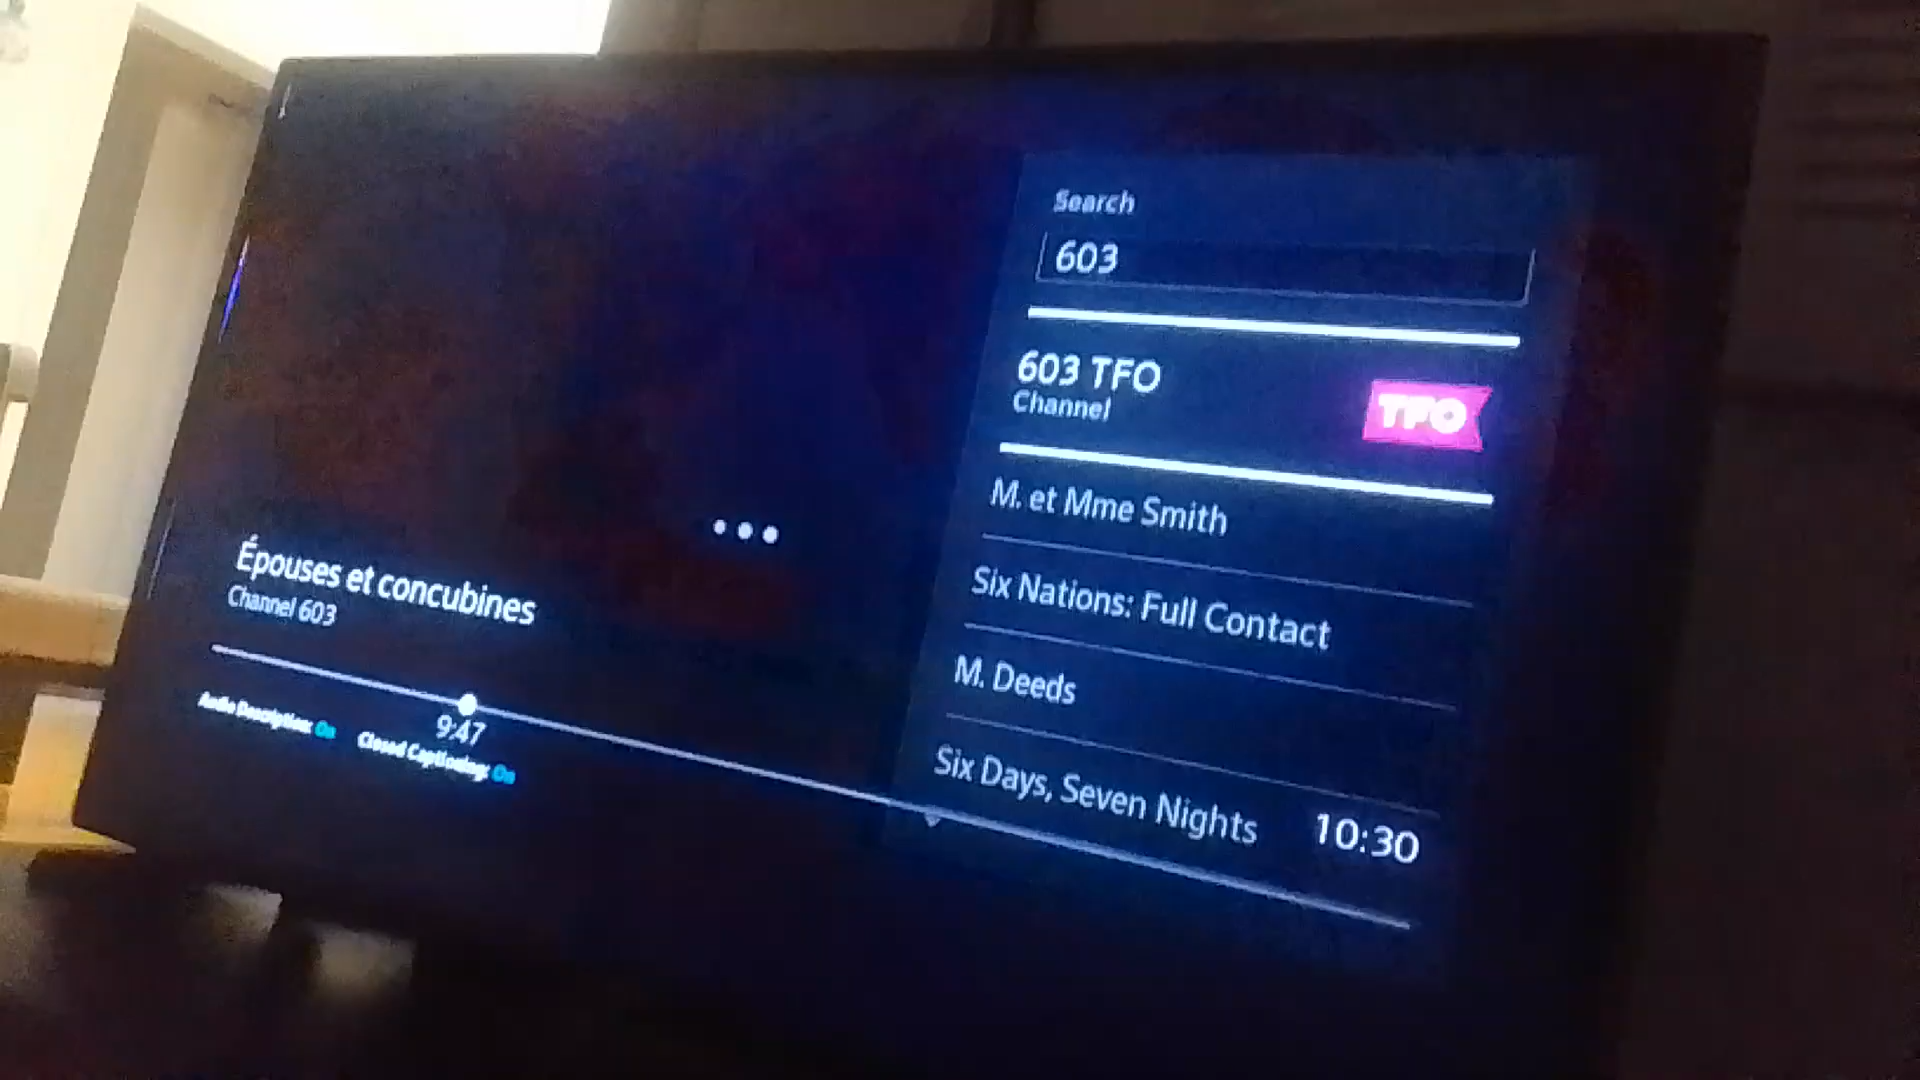 Search
603
603 TFO
Channel
TFO
M. et Mme Smith
Six Nations: Full Contact
M. Deeds
Six Days, Seven Nights
10:30
Épouses et concubines
Channel 603
9:47
Audio Description: On
Closed Captioning: On